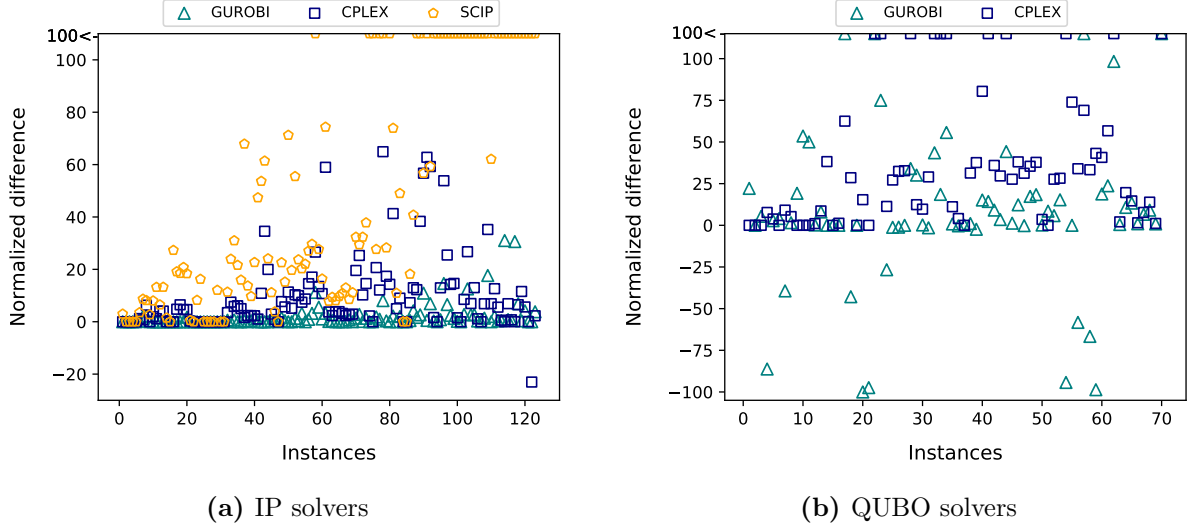 GUROBI CPLEX SCIP
100<
100
80
60
40
20
0
−20
0 20 40 60 80 100 120
Normalized difference
Instances
(a) IP solvers
GUROBI CPLEX
100<
100
75
50
25
0
−25
−50
−75
−100
0 10 20 30 40 50 60 70
Normalized difference
Instances
(b) QUBO solvers